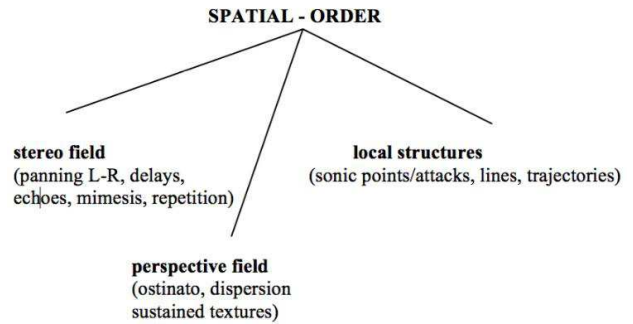 SPATIAL - ORDER
stereo field
(panning L-R, delays,
echoes, mimesis, repetition)
local structures
(sonic points/attacks, lines, trajectories)
perspective field
(ostinato, dispersion
sustained textures)